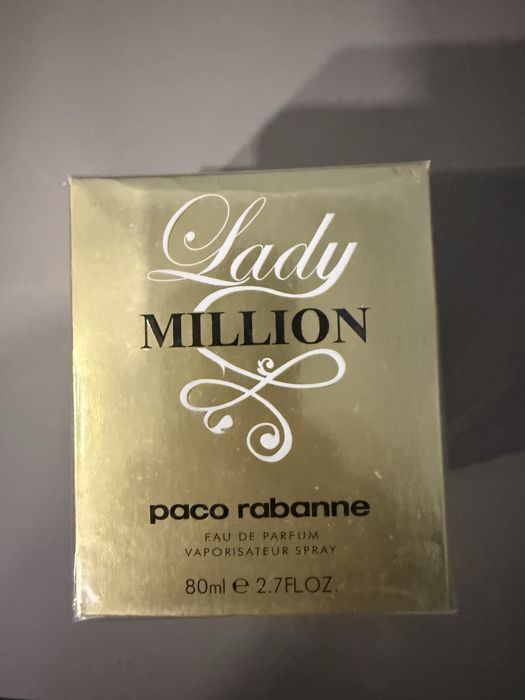 Lady
MILLION
paco rabanne
EAU DE PARFUM
VAPORISATEUR SPRAY
80ml ℮ 2.7FLOZ.